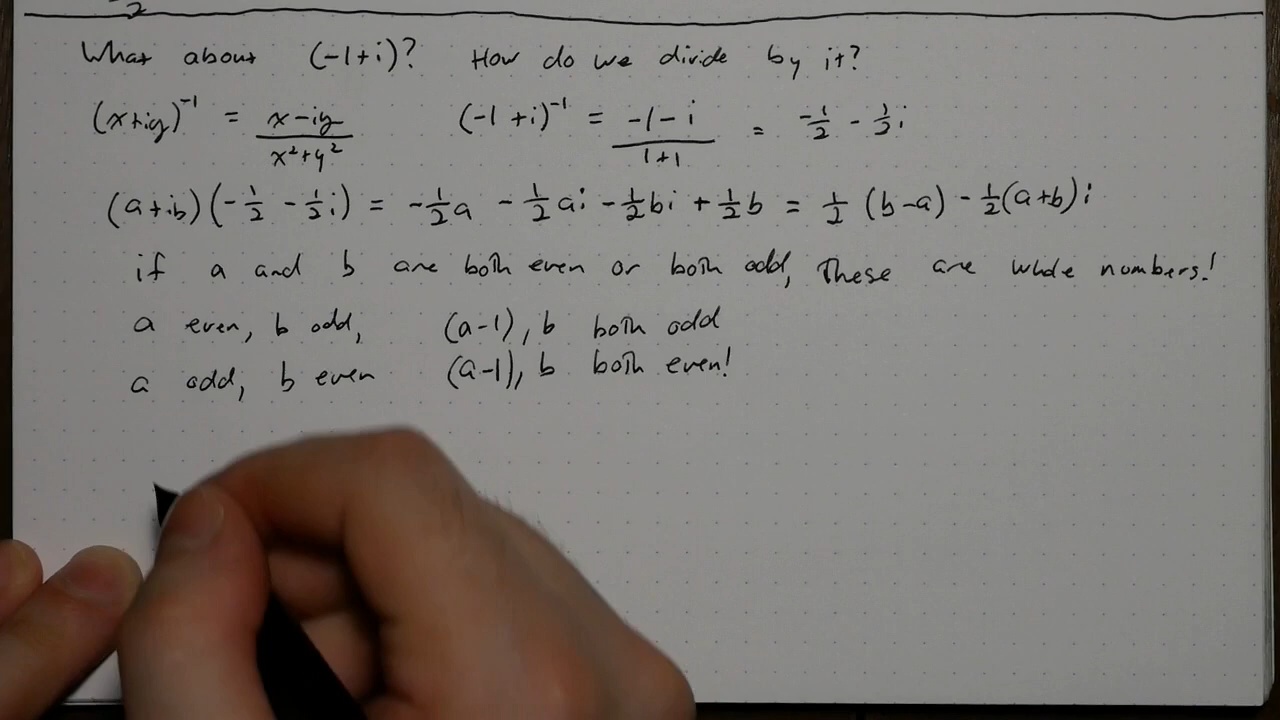 2
What about (-1+i)? How do we divide by it?
(x+iy)⁻¹ = x-iy / x²+y² (-1+i)⁻¹ = -1-i / 1+1 = -1/2 - 1/2 i
(a+ib)(-1/2 - 1/2 i) = -1/2 a - 1/2 ai - 1/2 bi + 1/2 b = 1/2 (b-a) - 1/2 (a+b) i
if a and b are both even or both odd, these are whole numbers!
a even, b odd, (a-1), b both odd
a odd, b even (a-1), b both even!